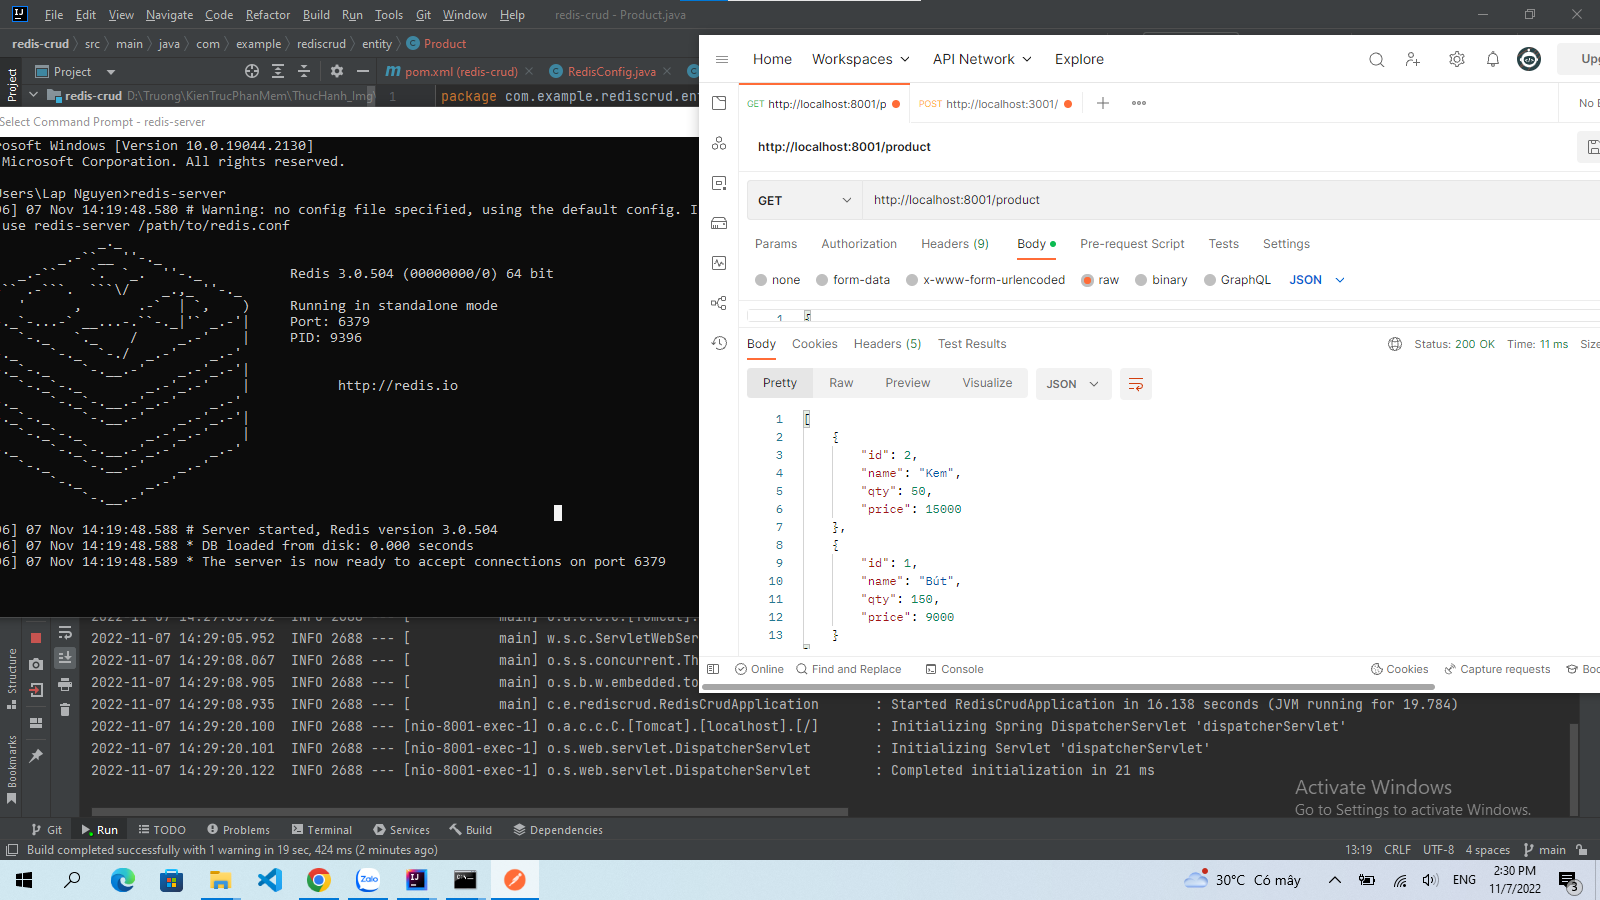 File Edit View Navigate Code Refactor Build Run Tools Git Window Help redis-crud - Product.java
redis-crud src main java com example rediscrud entity Product
Project pom.xml (redis-crud) RedisConfig.java
Project
redis-crud D:\Truong\KienTrucPhanMem\ThucHanh_Img\ 1 package com.example.rediscrud.ent
Select Command Prompt - redis-server
rosoft Windows [Version 10.0.19044.2130]
Microsoft Corporation. All rights reserved.
sers\Lap Nguyen>redis-server
96] 07 Nov 14:19:48.580 # Warning: no config file specified, using the default config. I
use redis-server /path/to/redis.conf
Redis 3.0.504 (00000000/0) 64 bit
Running in standalone mode
Port: 6379
PID: 9396
http://redis.io
96] 07 Nov 14:19:48.588 # Server started, Redis version 3.0.504
96] 07 Nov 14:19:48.588 * DB loaded from disk: 0.000 seconds
96] 07 Nov 14:19:48.589 * The server is now ready to accept connections on port 6379
Home Workspaces API Network Explore Upg
GET http://localhost:8001/p POST http://localhost:3001/ No E
http://localhost:8001/product
GET http://localhost:8001/product
Params Authorization Headers (9) Body Pre-request Script Tests Settings
none form-data x-www-form-urlencoded raw binary GraphQL JSON
1 {
Body Cookies Headers (5) Test Results Status: 200 OK Time: 11 ms Size
Pretty Raw Preview Visualize JSON
1 [
2 {
3 "id": 2,
4 "name": "Kem",
5 "qty": 50,
6 "price": 15000
7 },
8 {
9 "id": 1,
10 "name": "Bút",
11 "qty": 150,
12 "price": 9000
13 }
Online Find and Replace Console Cookies Capture requests Boo
Structure
Bookmarks
2022-11-07 14:29:05.952 INFO 2688 --- [ main] o.a.c.c.C.[Tomcat].
2022-11-07 14:29:05.952 INFO 2688 --- [ main] w.s.c.ServletWebSer
2022-11-07 14:29:08.067 INFO 2688 --- [ main] o.s.s.concurrent.Th
2022-11-07 14:29:08.905 INFO 2688 --- [ main] o.s.b.w.embedded.to
2022-11-07 14:29:08.935 INFO 2688 --- [ main] c.e.rediscrud.RedisCrudApplication : Started RedisCrudApplication in 16.138 seconds (JVM running for 19.784)
2022-11-07 14:29:20.100 INFO 2688 --- [nio-8001-exec-1] o.a.c.c.C.[Tomcat].[localhost].[/] : Initializing Spring DispatcherServlet 'dispatcherServlet'
2022-11-07 14:29:20.101 INFO 2688 --- [nio-8001-exec-1] o.s.web.servlet.DispatcherServlet : Initializing Servlet 'dispatcherServlet'
2022-11-07 14:29:20.122 INFO 2688 --- [nio-8001-exec-1] o.s.web.servlet.DispatcherServlet : Completed initialization in 21 ms
Activate Windows
Go to Settings to activate Windows.
Git Run TODO Problems Terminal Services Build Dependencies
Build completed successfully with 1 warning in 19 sec, 424 ms (2 minutes ago) 13:19 CRLF UTF-8 4 spaces main
Zalo 30°C Có mây ENG 2:30 PM
11/7/2022 3